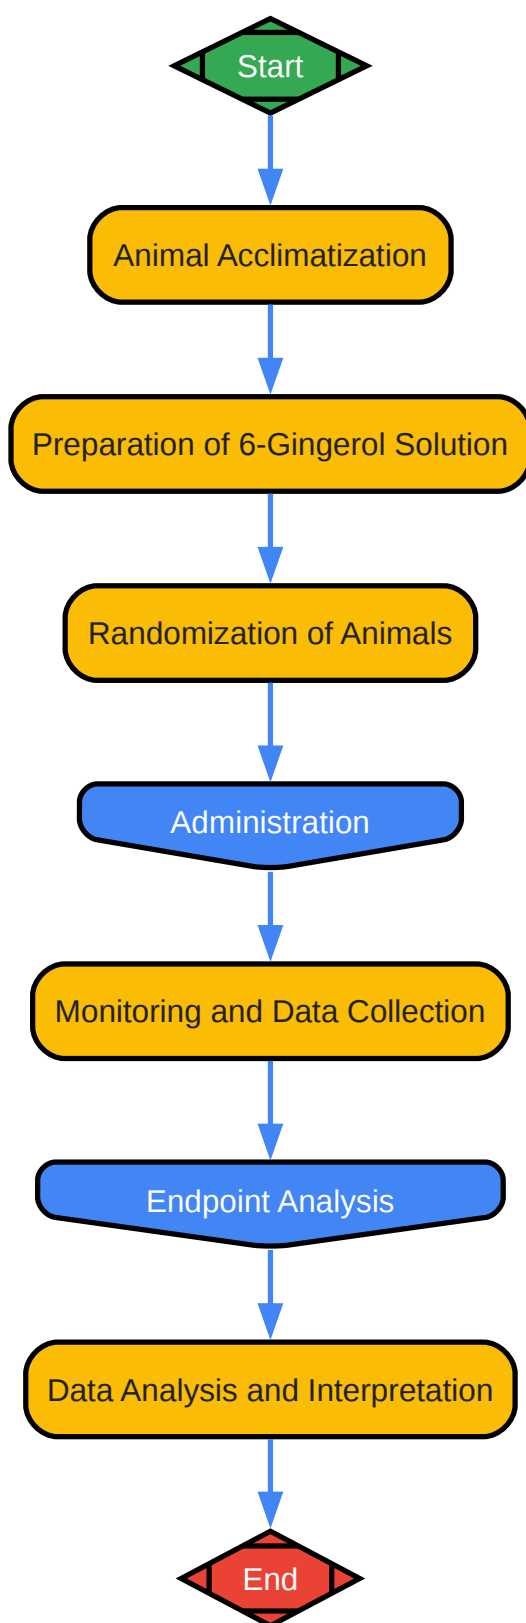 Start
Animal Acclimatization
Preparation of 6-Gingerol Solution
Randomization of Animals
Administration
Monitoring and Data Collection
Endpoint Analysis
Data Analysis and Interpretation
End